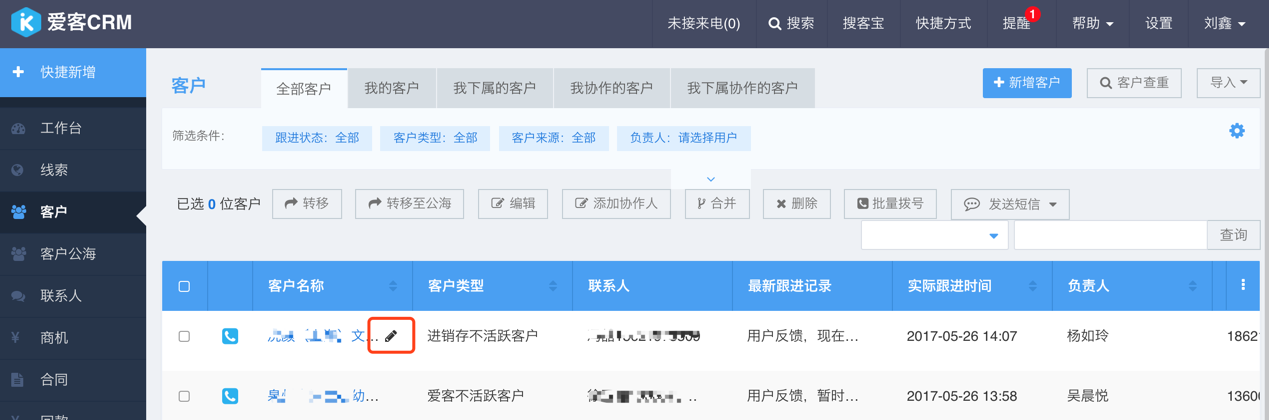 爱客CRM
未接来电(0)
搜索
搜客宝
快捷方式
提醒
1
帮助
设置
刘鑫
快捷新增
工作台
线索
客户
客户公海
联系人
商机
合同
回款
客户
全部客户
我的客户
我下属的客户
我协作的客户
我下属协作的客户
新增客户
客户查重
导入
筛选条件:
跟进状态: 全部
客户类型: 全部
客户来源: 全部
负责人: 请选择用户
已选 0 位客户
转移
转移至公海
编辑
添加协作人
合并
删除
批量拨号
发送短信
查询
客户名称
客户类型
联系人
最新跟进记录
实际跟进时间
负责人
文...
进销存不活跃客户
用户反馈，现在...
2017-05-26 14:07
杨如玲
1862
幼...
爱客不活跃客户
用户反馈，暂时...
2017-05-26 13:58
吴晨悦